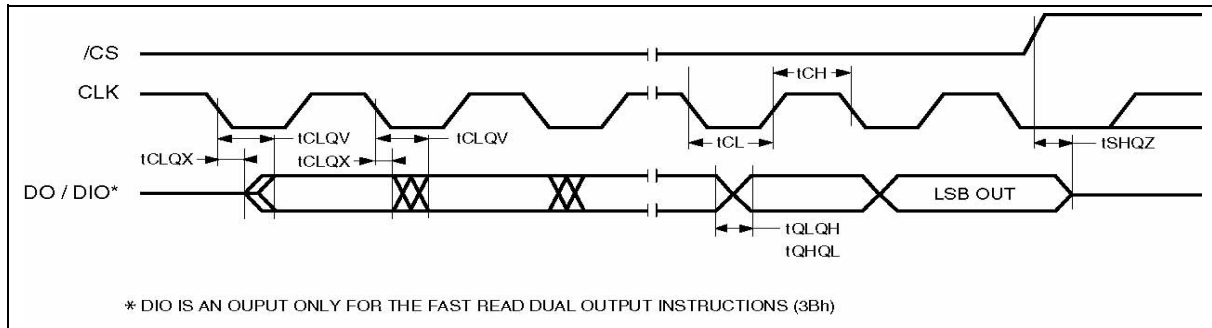 /CS
CLK
tCH
tCLQV
tCLQV
tCL
tSHQZ
tCLQX
tCLQX
DO / DIO*
LSB OUT
tQLQH
tQHQL
* DIO IS AN OUPUT ONLY FOR THE FAST READ DUAL OUTPUT INSTRUCTIONS (3Bh)